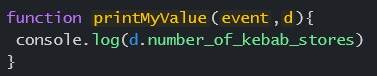 function printMyValue(event,d){
 console.log(d.number_of_kebab_stores)
}